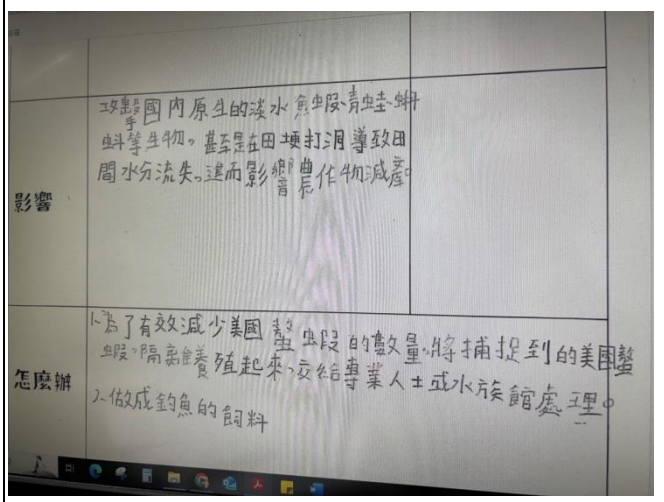 影響
攻擊國內原生的淡水魚蝦、青蛙、蝌
蚪等生物。甚至是在田埂打洞導致田
間水分流失。進而影響農作物減產。
怎麼辦
1.為了有效減少美國螯蝦的數量,將捕捉到的美國螯
蝦,隔離養殖起來,交給專業人士或水族館處理。
2.做成釣魚的飼料